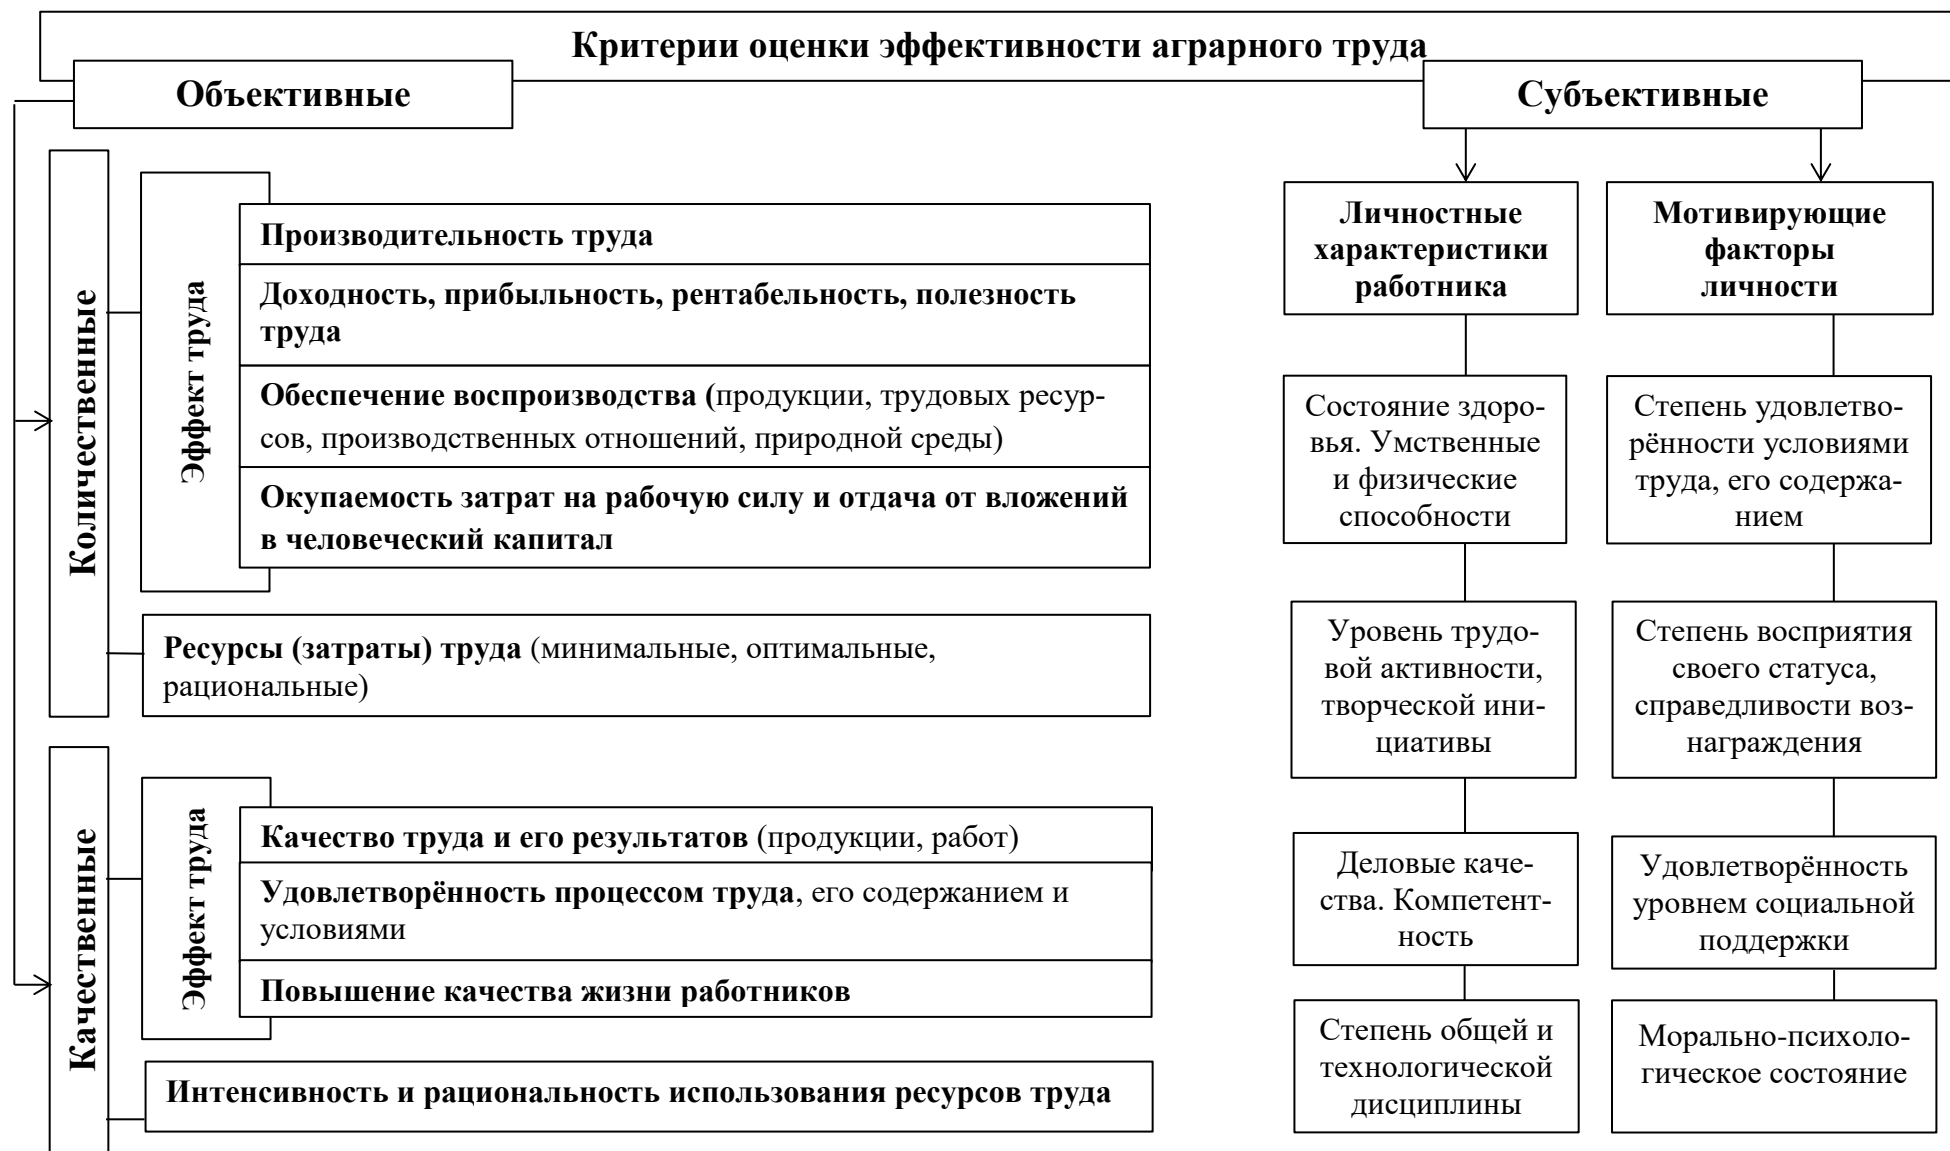 Критерии оценки эффективности аграрного труда
Объективные
Субъективные
Количественные
Эффект труда
Производительность труда
Доходность, прибыльность, рентабельность, полезность
труда
Обеспечение воспроизводства (продукции, трудовых ресур-
сов, производственных отношений, природной среды)
Окупаемость затрат на рабочую силу и отдача от вложений
в человеческий капитал
Ресурсы (затраты) труда (минимальные, оптимальные,
рациональные)
Качественные
Эффект труда
Качество труда и его результатов (продукции, работ)
Удовлетворённость процессом труда, его содержанием и
условиями
Повышение качества жизни работников
Интенсивность и рациональность использования ресурсов труда
Личностные
характеристики
работника
Состояние здоро-
вья. Умственные
и физические
способности
Уровень трудо-
вой активности,
творческой ини-
циативы
Деловые каче-
ства. Компетент-
ность
Степень общей и
технологической
дисциплины
Мотивирующие
факторы
личности
Степень удовлетво-
рённости условиями
труда, его содержа-
нием
Степень восприятия
своего статуса,
справедливости воз-
награждения
Удовлетворённость
уровнем социальной
поддержки
Морально-психоло-
гическое состояние